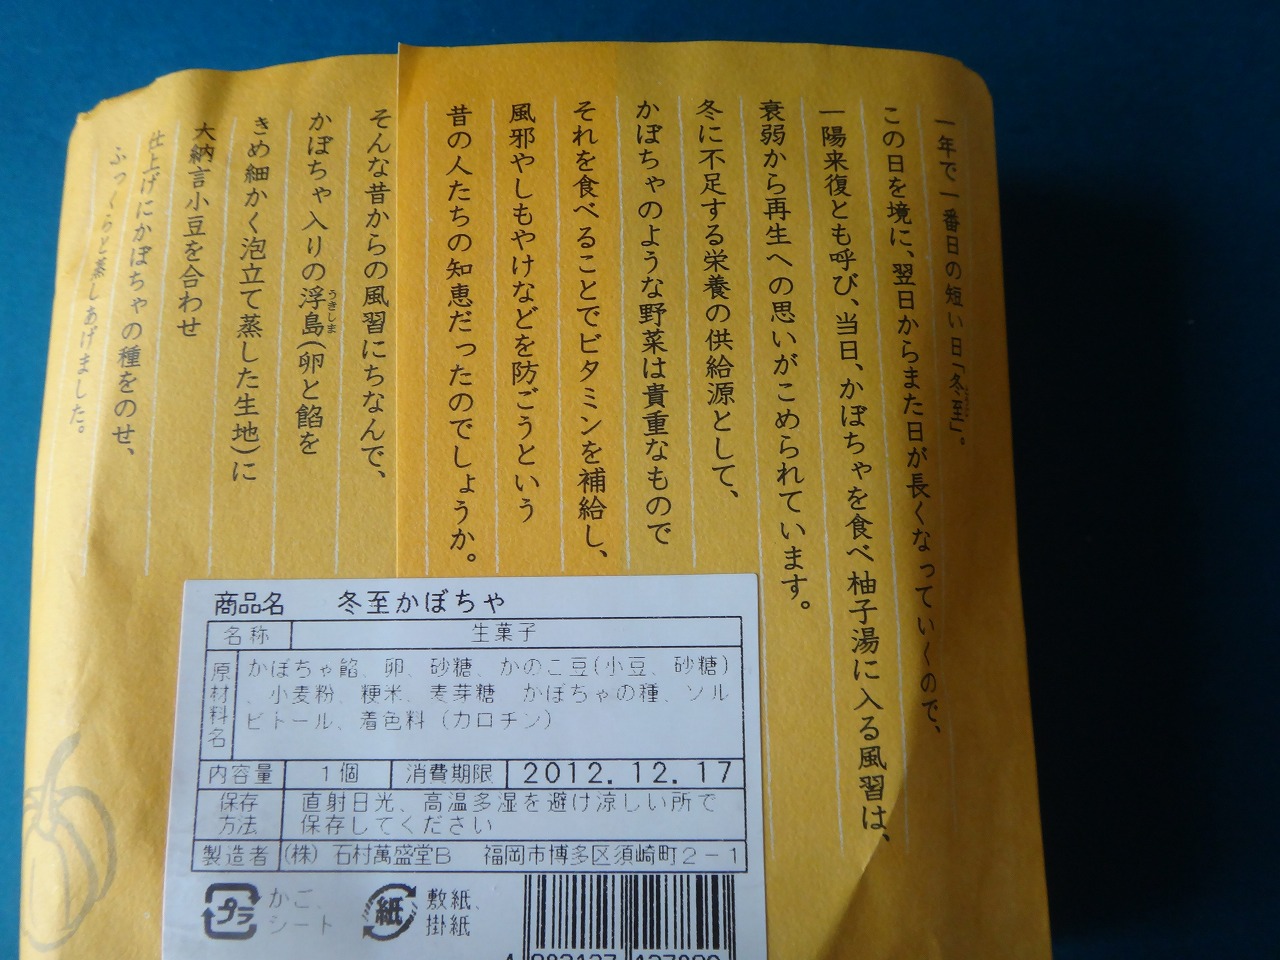 一年で一番日の短い日「冬至」。
この日を境に、翌日からまた日が長くなっていくので、
一陽来復とも呼び、当日、かぼちゃを食べ柚子湯に入る風習は、
衰弱から再生への思いがこめられています。
冬に不足する栄養の供給源として、
かぼちゃのような野菜は貴重なもので
それを食べることでビタミンを補給し、
風邪やしもやけなどを防ごうという
昔の人たちの知恵だったのでしょうか。
そんな昔からの風習にちなんで、
かぼちゃ入りの浮島(卵と餡を
うきしま
きめ細かく泡立て蒸した生地)に
大納言小豆を合わせ
仕上げにかぼちゃの種をのせ、
ふっくらと蒸しあげました。
商品名 冬至かぼちゃ
名称 生菓子
原材料名 かぼちゃ餡、卵、砂糖、かのこ豆(小豆、砂糖)
、小麦粉、粳米、麦芽糖 かぼちゃの種、ソル
ビトール、着色料（カロチン）
内容量 1個 消費期限 2012.12.17
保存方法 直射日光、高温多湿を避け涼しい所で
保存してください
製造者 (株) 石村萬盛堂B 福岡市博多区須崎町2-1
プラ かご、
シート
紙 敷紙、
掛紙